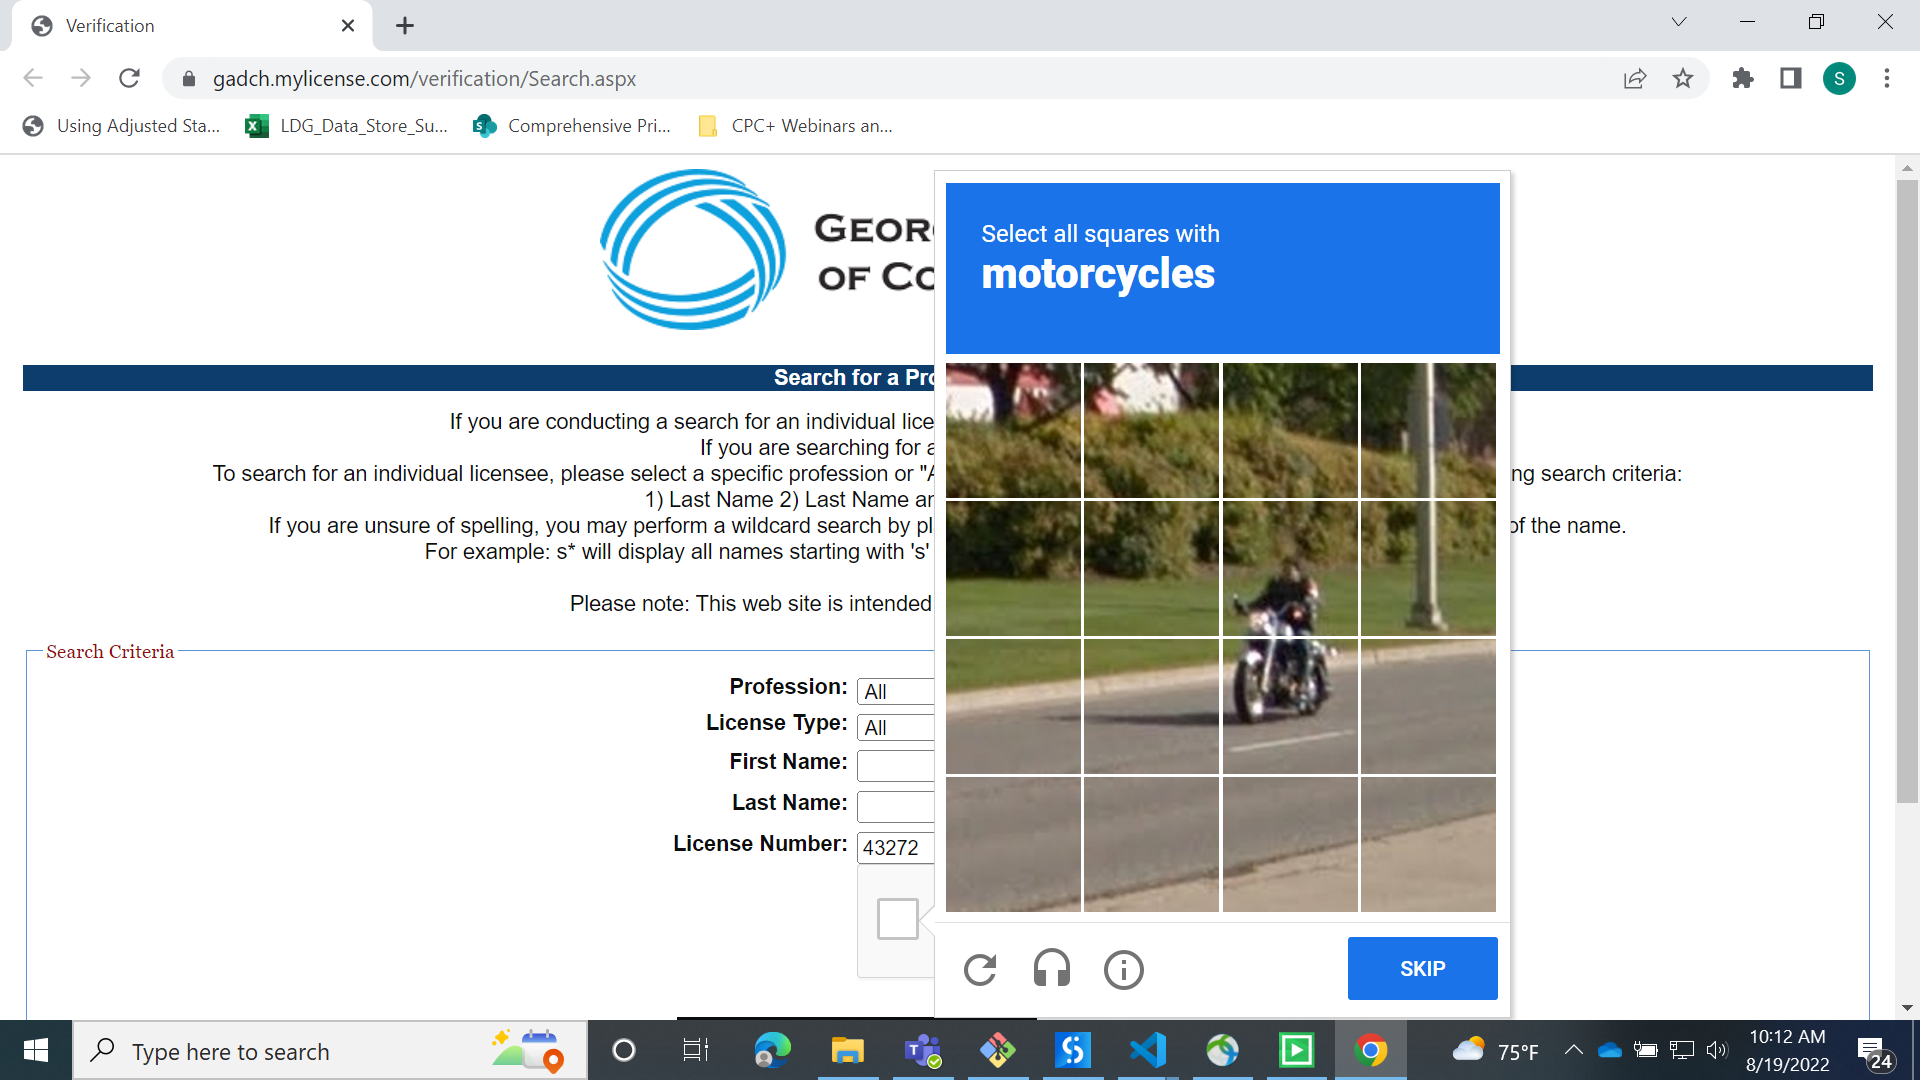 Verification
gadch.mylicense.com/verification/Search.aspx
S
Using Adjusted Sta...
LDG_Data_Store_Su...
Comprehensive Pri...
CPC+ Webinars an...
GEOR
OF CO
Select all squares with
motorcycles
Search for a Pro
If you are conducting a search for an individual lice
If you are searching for a
To search for an individual licensee, please select a specific profession or "A
ng search criteria:
1) Last Name 2) Last Name an
If you are unsure of spelling, you may perform a wildcard search by pl
of the name.
For example: s* will display all names starting with 's'
Please note: This web site is intended
Search Criteria
Profession: All
License Type: All
First Name:
Last Name:
License Number: 43272
SKIP
Type here to search
75°F
10:12 AM
8/19/2022
24